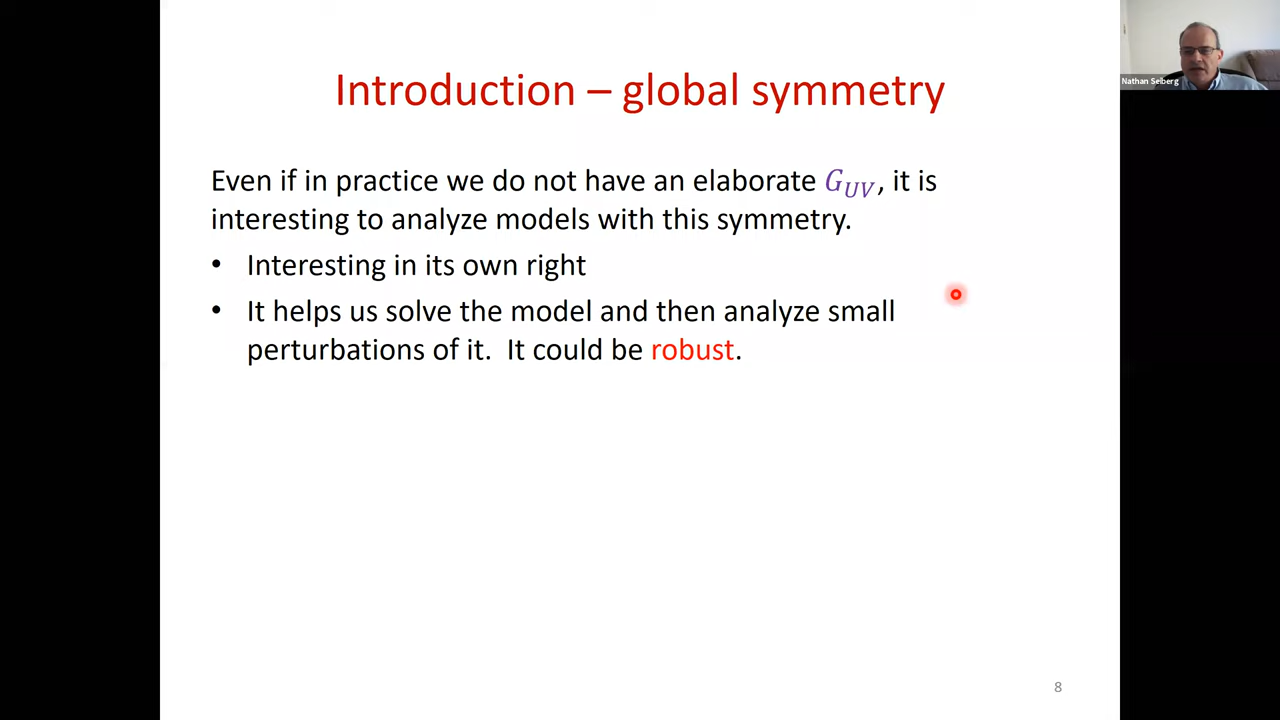 Introduction – global symmetry
Nathan Seiberg
Even if in practice we do not have an elaborate G_UV, it is
interesting to analyze models with this symmetry.
• Interesting in its own right
• It helps us solve the model and then analyze small
perturbations of it. It could be robust.
8